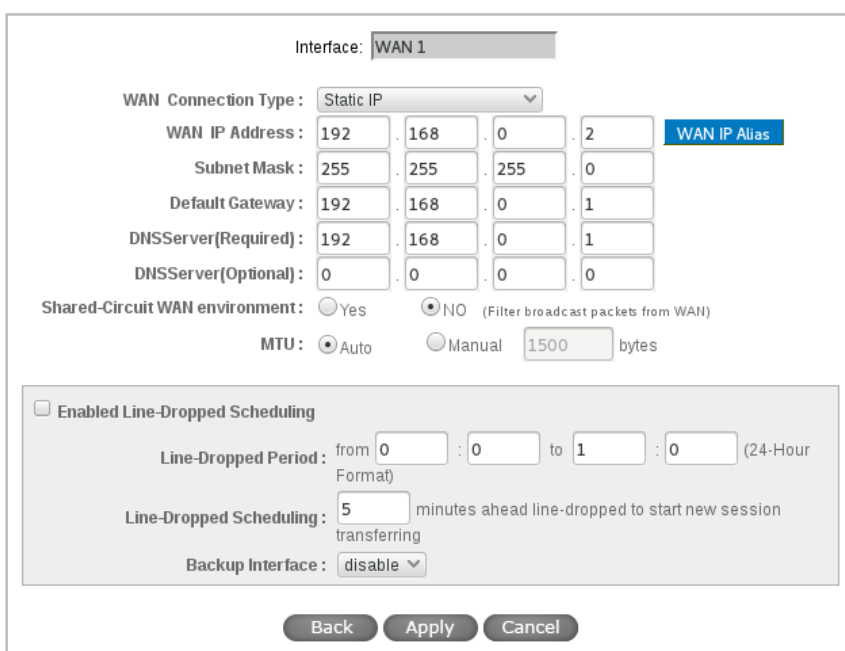 Interface: WAN 1
WAN Connection Type : Static IP
WAN IP Address : 192 . 168 . 0 . 2 WAN IP Alias
Subnet Mask : 255 . 255 . 255 . 0
Default Gateway : 192 . 168 . 0 . 1
DNSServer(Required) : 192 . 168 . 0 . 1
DNSServer(Optional) : 0 . 0 . 0 . 0
Shared-Circuit WAN environment : Yes NO (Filter broadcast packets from WAN)
MTU : Auto Manual 1500 bytes
Enabled Line-Dropped Scheduling
Line-Dropped Period : from 0 : 0 to 1 : 0 (24-Hour
Format)
Line-Dropped Scheduling : 5 minutes ahead line-dropped to start new session
transferring
Backup Interface : disable
Back Apply Cancel